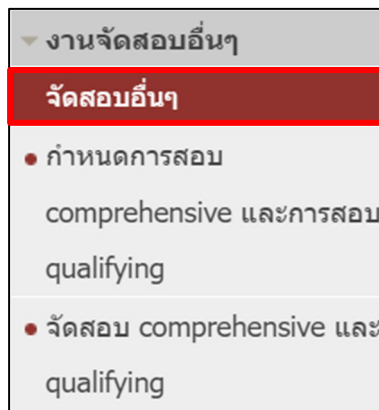 งานจัดสอบอื่นๆ
จัดสอบอื่นๆ
กำหนดการสอบ
comprehensive และการสอบ
qualifying
จัดสอบ comprehensive และ
qualifying